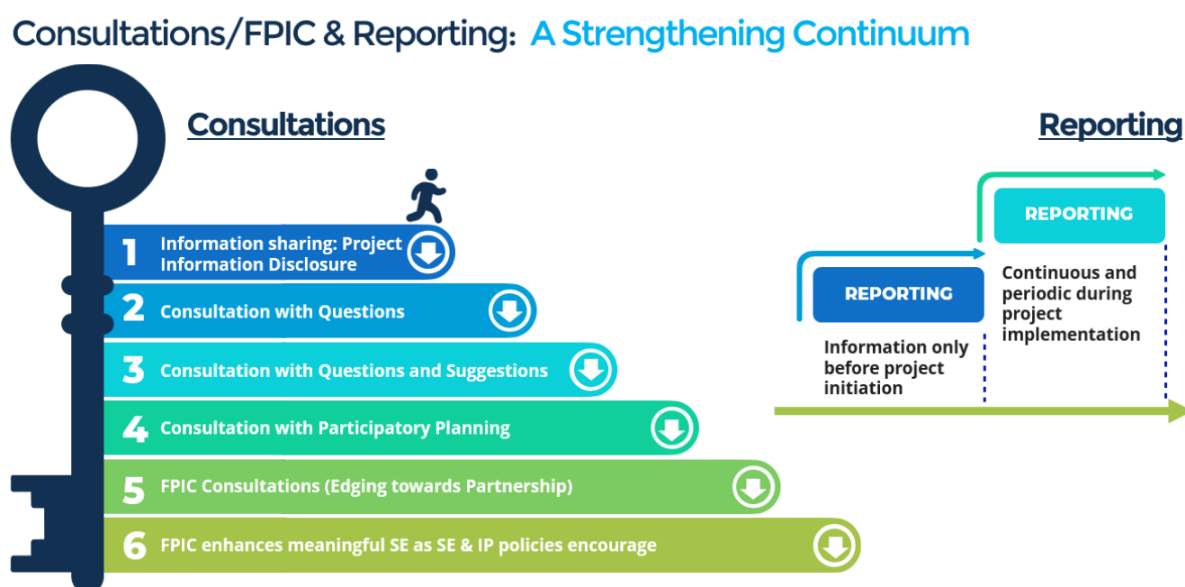 Consultations/FPIC & Reporting: A Strengthening Continuum
Consultations
1 Information sharing: Project
Information Disclosure
2 Consultation with Questions
3 Consultation with Questions and Suggestions
4 Consultation with Participatory Planning
5 FPIC Consultations (Edging towards Partnership)
6 FPIC enhances meaningful SE as SE & IP policies encourage
Reporting
REPORTING
Information only
before project
initiation
REPORTING
Continuous and
periodic during
project
implementation